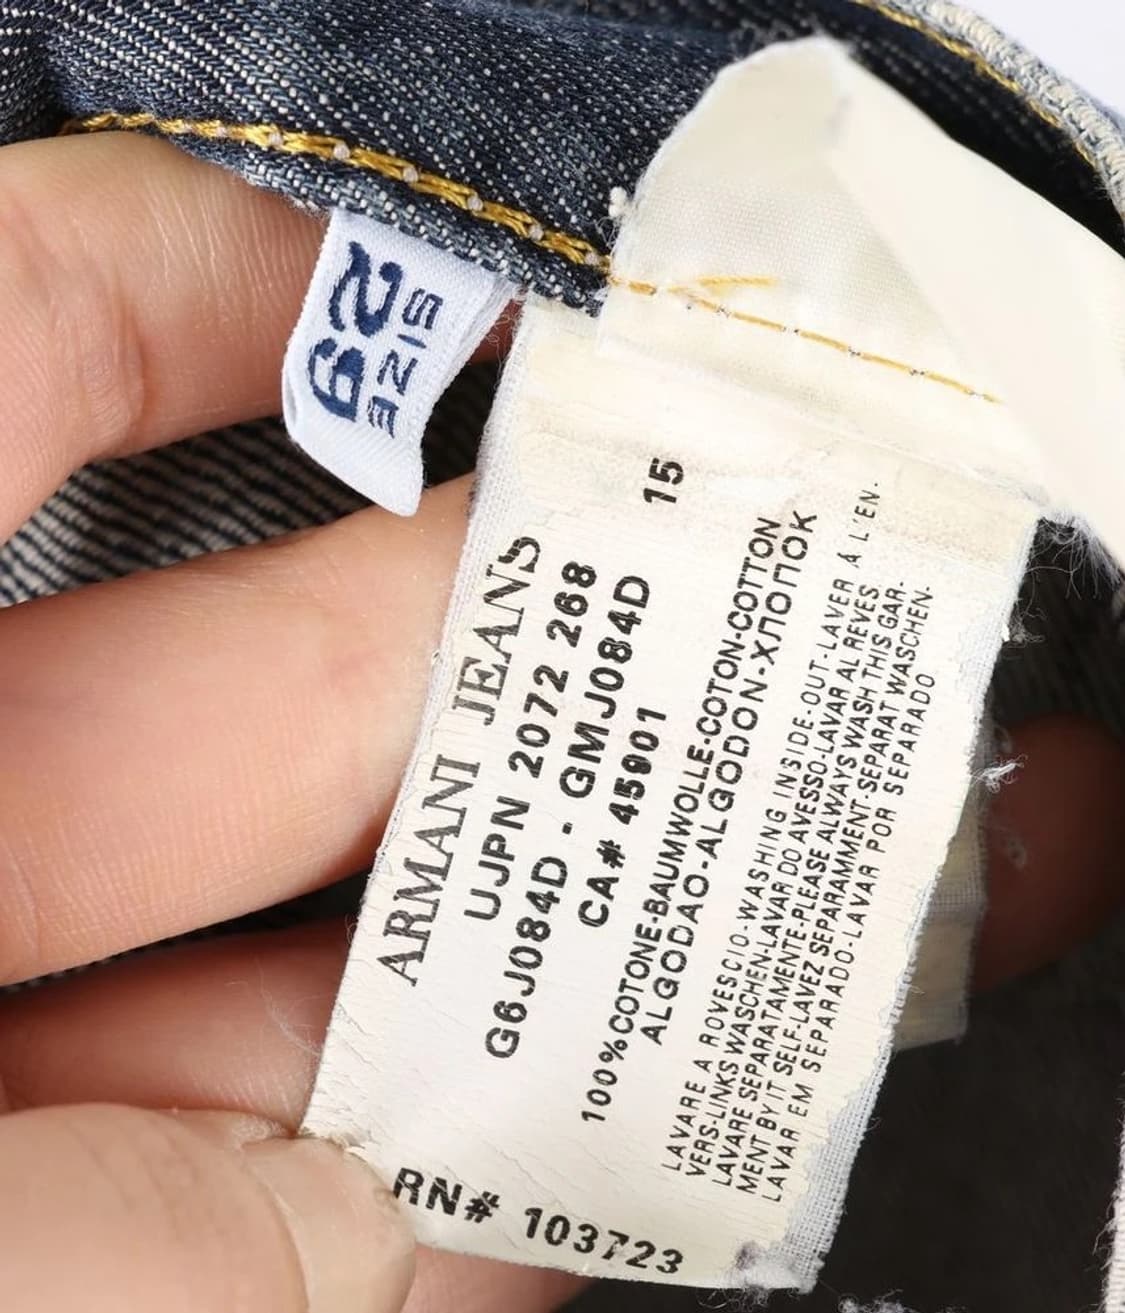 29
SIZE
15
ARMANI JEANS
UJPN 2072 268
G6J084D - GMJ084D
CA# 45901
100%COTONE-BAUMWOLLE-COTON-COTTON
ALGODAO-ALGODON-ХЛОПОК
LAVARE A ROVESCIO-WASHING INSIDE-OUT-LAVER Á L'EN.
VERS-LINKS WASCHEN-LAVAR DO AVESSO-LAVAR AL REVES
LAVARE SEPARATAMENTE-PLEASE ALWAYS WASH THIS GAR-
MENT BY IT SELF-LAVEZ SEPARAMMENT-SEPARAT WASCHEN-
LAVAR EM SEPARADO-LAVAR POR SEPARADO
RN# 103723